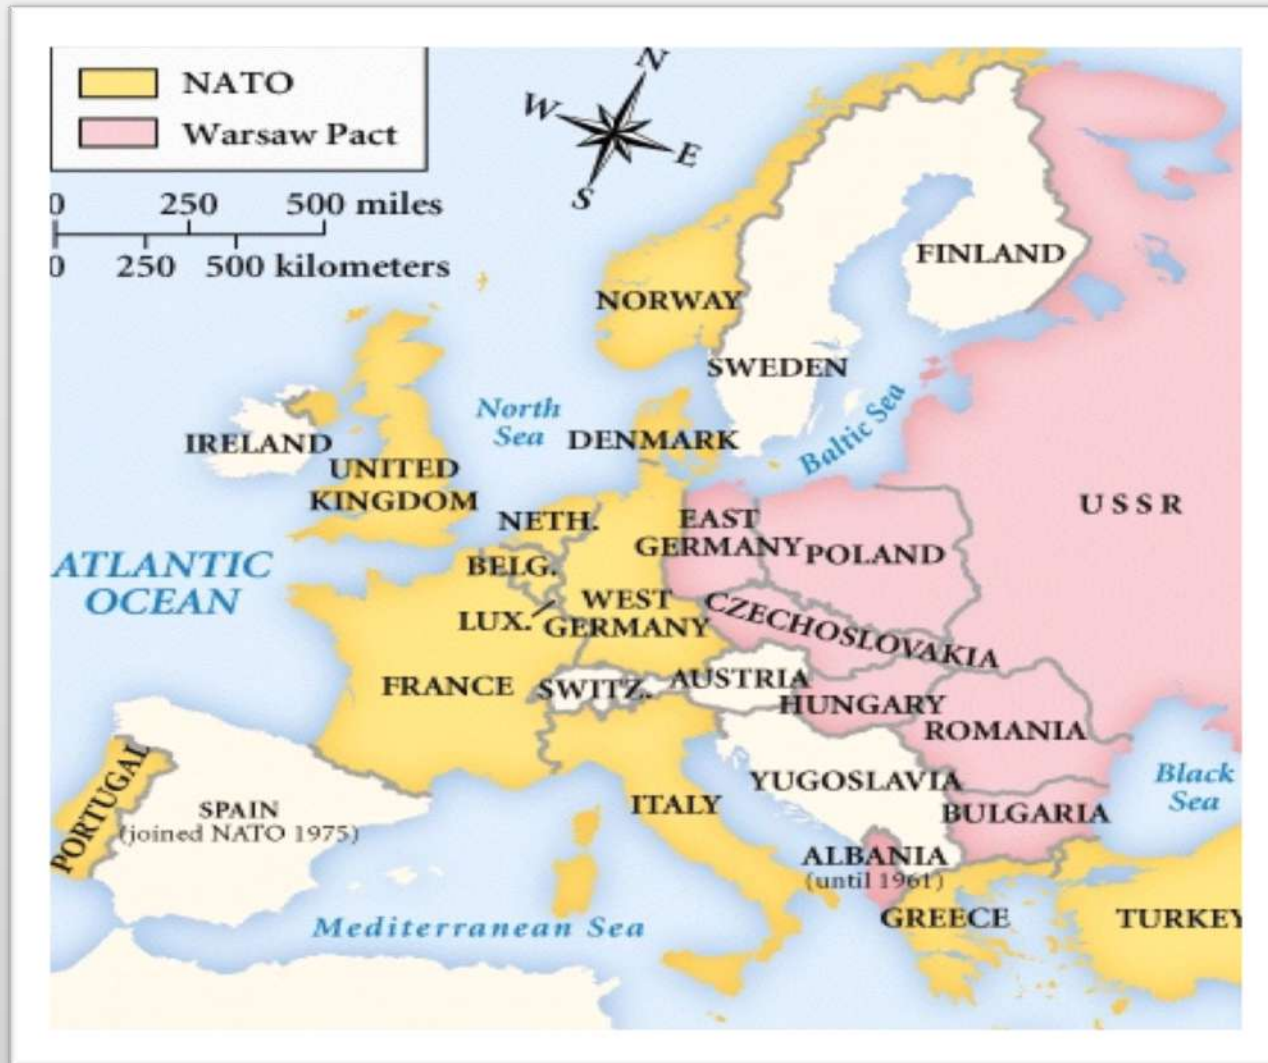 NATO
Warsaw Pact
0 250 500 miles
0 250 500 kilometers
N
W
E
S
FINLAND
NORWAY
SWEDEN
North
Sea
DENMARK
Baltic Sea
IRELAND
UNITED
KINGDOM
NETH.
EAST
GERMANY
POLAND
USSR
ATLANTIC
OCEAN
BELG.
LUX.
WEST
GERMANY
CZECHOSLOVAKIA
FRANCE
SWITZ.
AUSTRIA
HUNGARY
ROMANIA
PORTUGAL
SPAIN
(joined NATO 1975)
ITALY
YUGOSLAVIA
BULGARIA
Black
Sea
ALBANIA
(until 1961)
GREECE
TURKEY
Mediterranean Sea